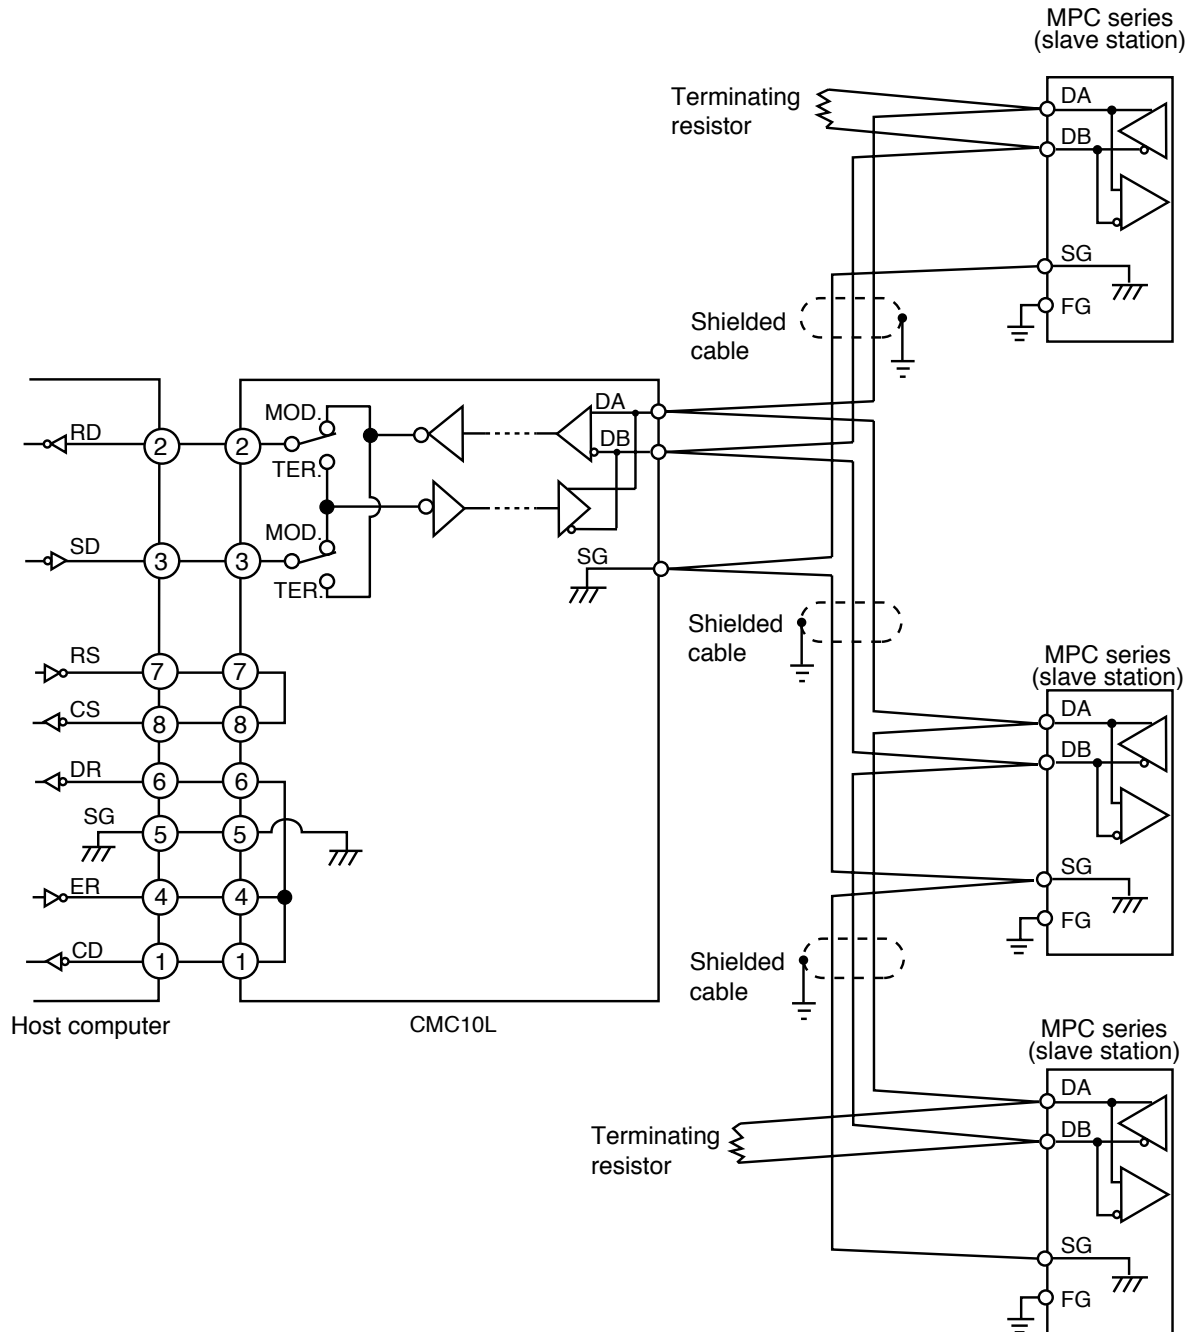 MPC series
(slave station)
Terminating
resistor
DA
DB
SG
FG
Shielded
cable
RD
2
2
MOD.
TER.
DA
DB
SD
3
3
MOD.
TER.
SG
Shielded
cable
RS
7
7
CS
8
8
DR
6
6
SG
5
5
ER
4
4
CD
1
1
Host computer
CMC10L
MPC series
(slave station)
DA
DB
SG
FG
Shielded
cable
MPC series
(slave station)
Terminating
resistor
DA
DB
SG
FG